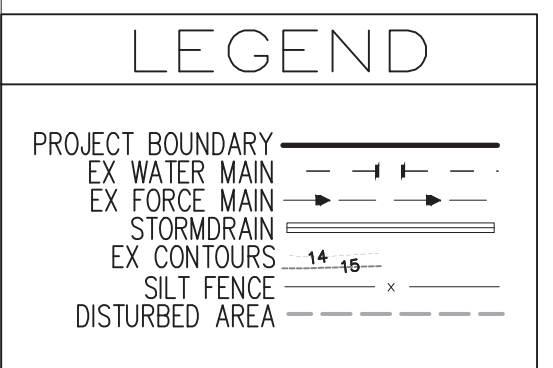 LEGEND
PROJECT BOUNDARY
EX WATER MAIN
EX FORCE MAIN
STORMDRAIN
EX CONTOURS 14 15
SILT FENCE x
DISTURBED AREA